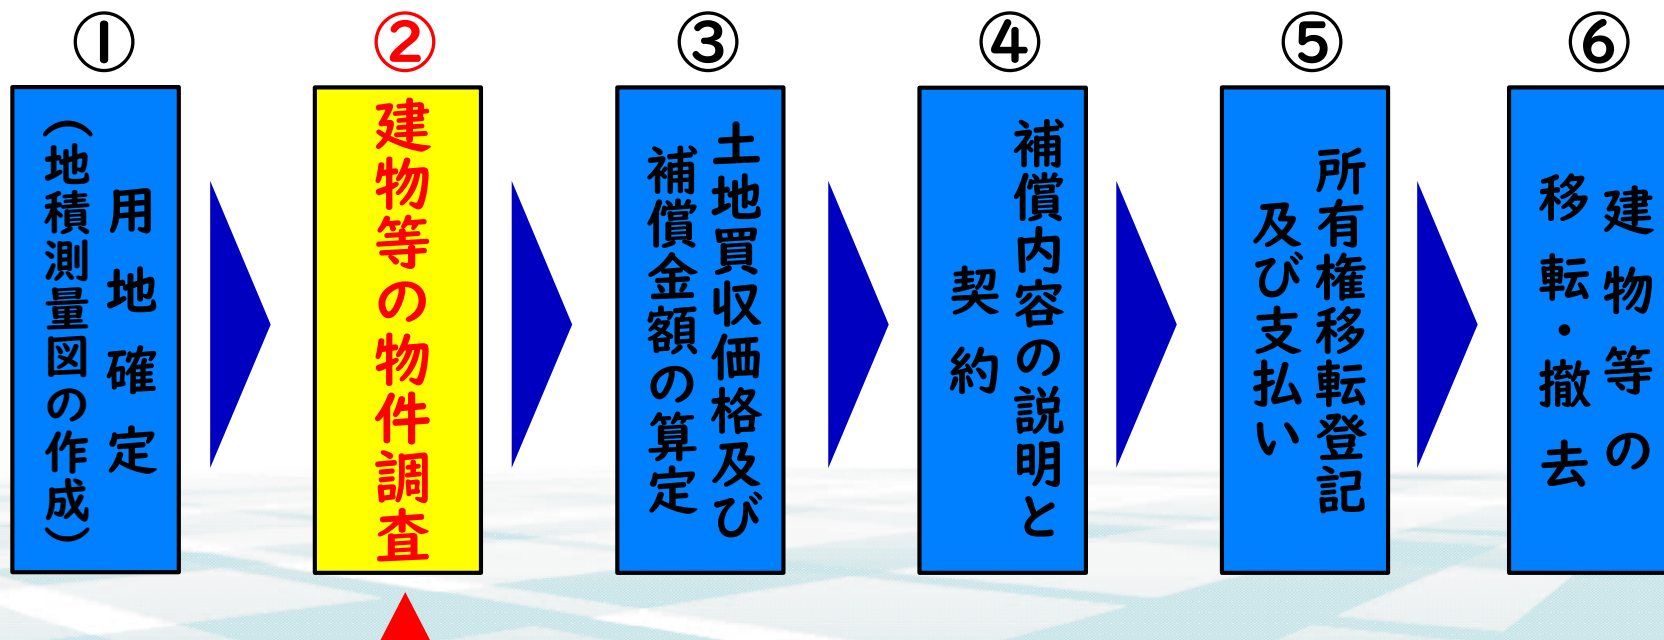 ①
用地確定
（地積測量図の作成）
②
建物等の物件調査
③
土地買収価格及び
補償金額の算定
④
補償内容の説明と
契約
⑤
所有権移転登記
及び支払い
⑥
建物等の
移転・撤去